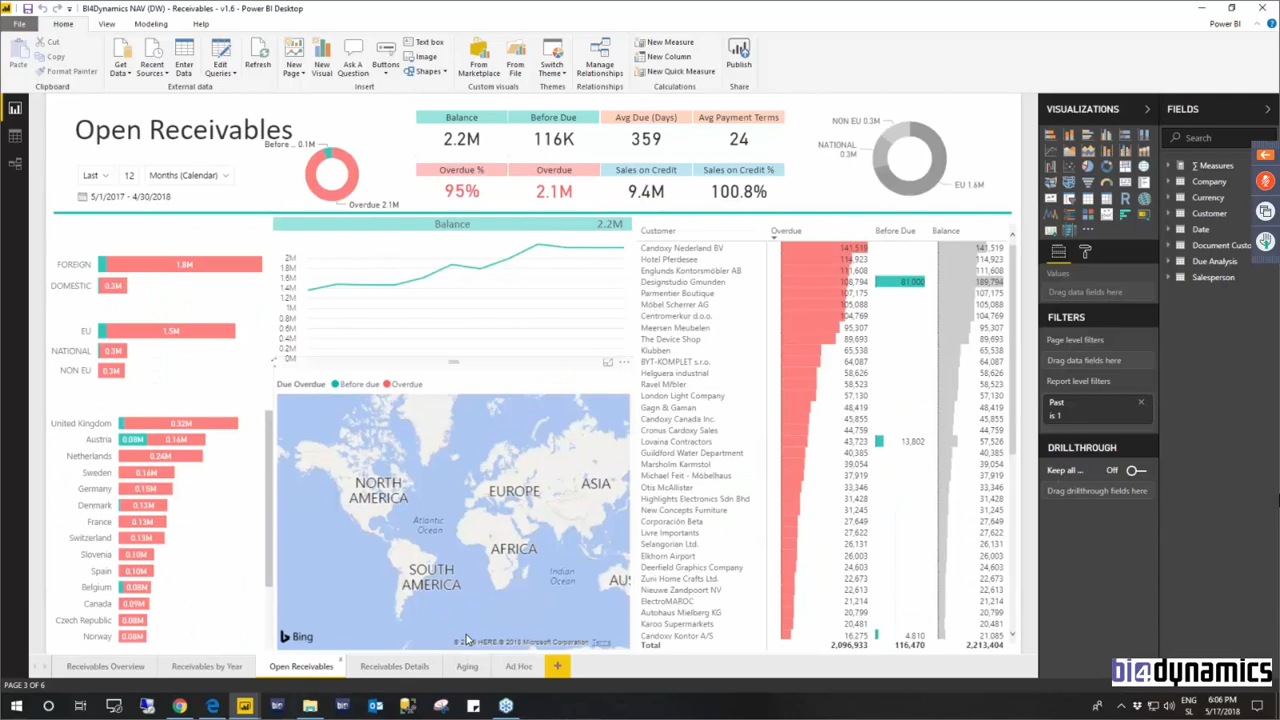 BI4Dynamics NAV (DW) - Receivables - v1.6 - Power BI Desktop
File Home View Modeling Help
Power BI
Paste
Cut
Copy
Format Painter
Get Data
Recent Sources
Enter Data
Edit Queries
Refresh
New Page
New Visual
Ask A Question
Buttons
Text box
Image
Shapes
From Marketplace
From File
Switch Theme
Manage Relationships
New Measure
New Column
New Quick Measure
Publish
Clipboard External data Insert Custom visuals Themes Relationships Calculations Share
Open Receivables
Last 12 Months (Calendar)
5/1/2017 - 4/30/2018
Before ... 0.1M
Overdue 2.1M
Balance Before Due Avg Due (Days) Avg Payment Terms
2.2M 116K 359 24
Overdue % Overdue Sales on Credit Sales on Credit %
95% 2.1M 9.4M 100.8%
NON EU 0.3M
NATIONAL 0.3M
EU 1.6M
FOREIGN 1.8M
DOMESTIC 0.3M
EU 1.5M
NATIONAL 0.3M
NON EU 0.3M
United Kingdom 0.32M
Austria 0.08M 0.16M
Netherlands 0.24M
Sweden 0.16M
Germany 0.15M
Denmark 0.13M
France 0.13M
Switzerland 0.13M
Slovenia 0.10M
Spain 0.10M
Belgium 0.08M
Canada 0.09M
Czech Republic 0.08M
Norway 0.08M
Balance 2.2M
2M
1.8M
1.6M
1.4M
1.2M
1.0M
0.8M
0.6M
0.4M
0.2M
0M
Due Overdue Before due Overdue
NORTH AMERICA
EUROPE
ASIA
Atlantic Ocean
AFRICA
SOUTH AMERICA
Indian Ocean
AU
Bing
HERE © 2018 Microsoft Corporation Terms
Customer Overdue Before Due Balance
Candoxy Nederland BV 141,519 141,519
Hotel Pferdesee 114,923 114,923
Englunds Kontorsmöbler AB 111,608 111,608
Designstudio Gmunden 108,794 81,000 189,794
Parmentier Boutique 107,175 107,175
Möbel Scherrer AG 105,088 105,088
Centromerkur d.o.o. 104,769 104,769
Meersen Meubelen 95,307 95,307
The Device Shop 89,693 89,693
Klubben 65,538 65,538
BYT-KOMPLET s.r.o. 64,087 64,087
Helguera industrial 58,626 58,626
Ravel 58,523 58,523
London Light Company 57,130 57,130
Gagn & Gaman 48,419 48,419
Candoxy Canada Inc. 45,855 45,855
Cronus Cardoxy Sales 44,759 44,759
Lovaina Contractors 43,723 13,802 57,526
Guildford Water Department 40,385 40,385
Marsholm Karmstol 39,054 39,054
Michael Feit - Möbelhaus 37,919 37,919
Otis McAllister 33,346 33,346
Highlights Electronics Sdn Bhd 31,428 31,428
New Concepts Furniture 31,428 31,428
Corporación Beta 27,649 27,649
Livre Importants 27,649 27,649
Selangorian Ltd. 26,131 26,131
Elkhorn Airport 26,003 26,003
Deerfield Graphics Company 24,603 24,603
Zuni Home Crafts Ltd. 22,673 22,673
Nieuwe Zandpoort NV 22,673 22,673
ElectroMAROC 21,214 21,214
Autohaus Mielberg KG 20,799 20,799
Karoo Supermarkets 20,481 20,481
Candoxy Kontor A/S 16,275 4,810 21,085
Total 2,096,933 116,470 2,213,404
VISUALIZATIONS
Values
Drag data fields here
FILTERS
Page level filters
Drag data fields here
Report level filters
Past
is 1
DRILLTHROUGH
Keep all ... Off
Drag drillthrough fields here
FIELDS
Search
Measures
Company
Currency
Customer
Date
Document Custo
Due Analysis
Salesperson
Receivables Overview Receivables by Year Open Receivables Receivables Details Aging Ad Hoc +
PAGE 3 OF 6
bi4dynamics
ENG
SL
6:06 PM
5/17/2018